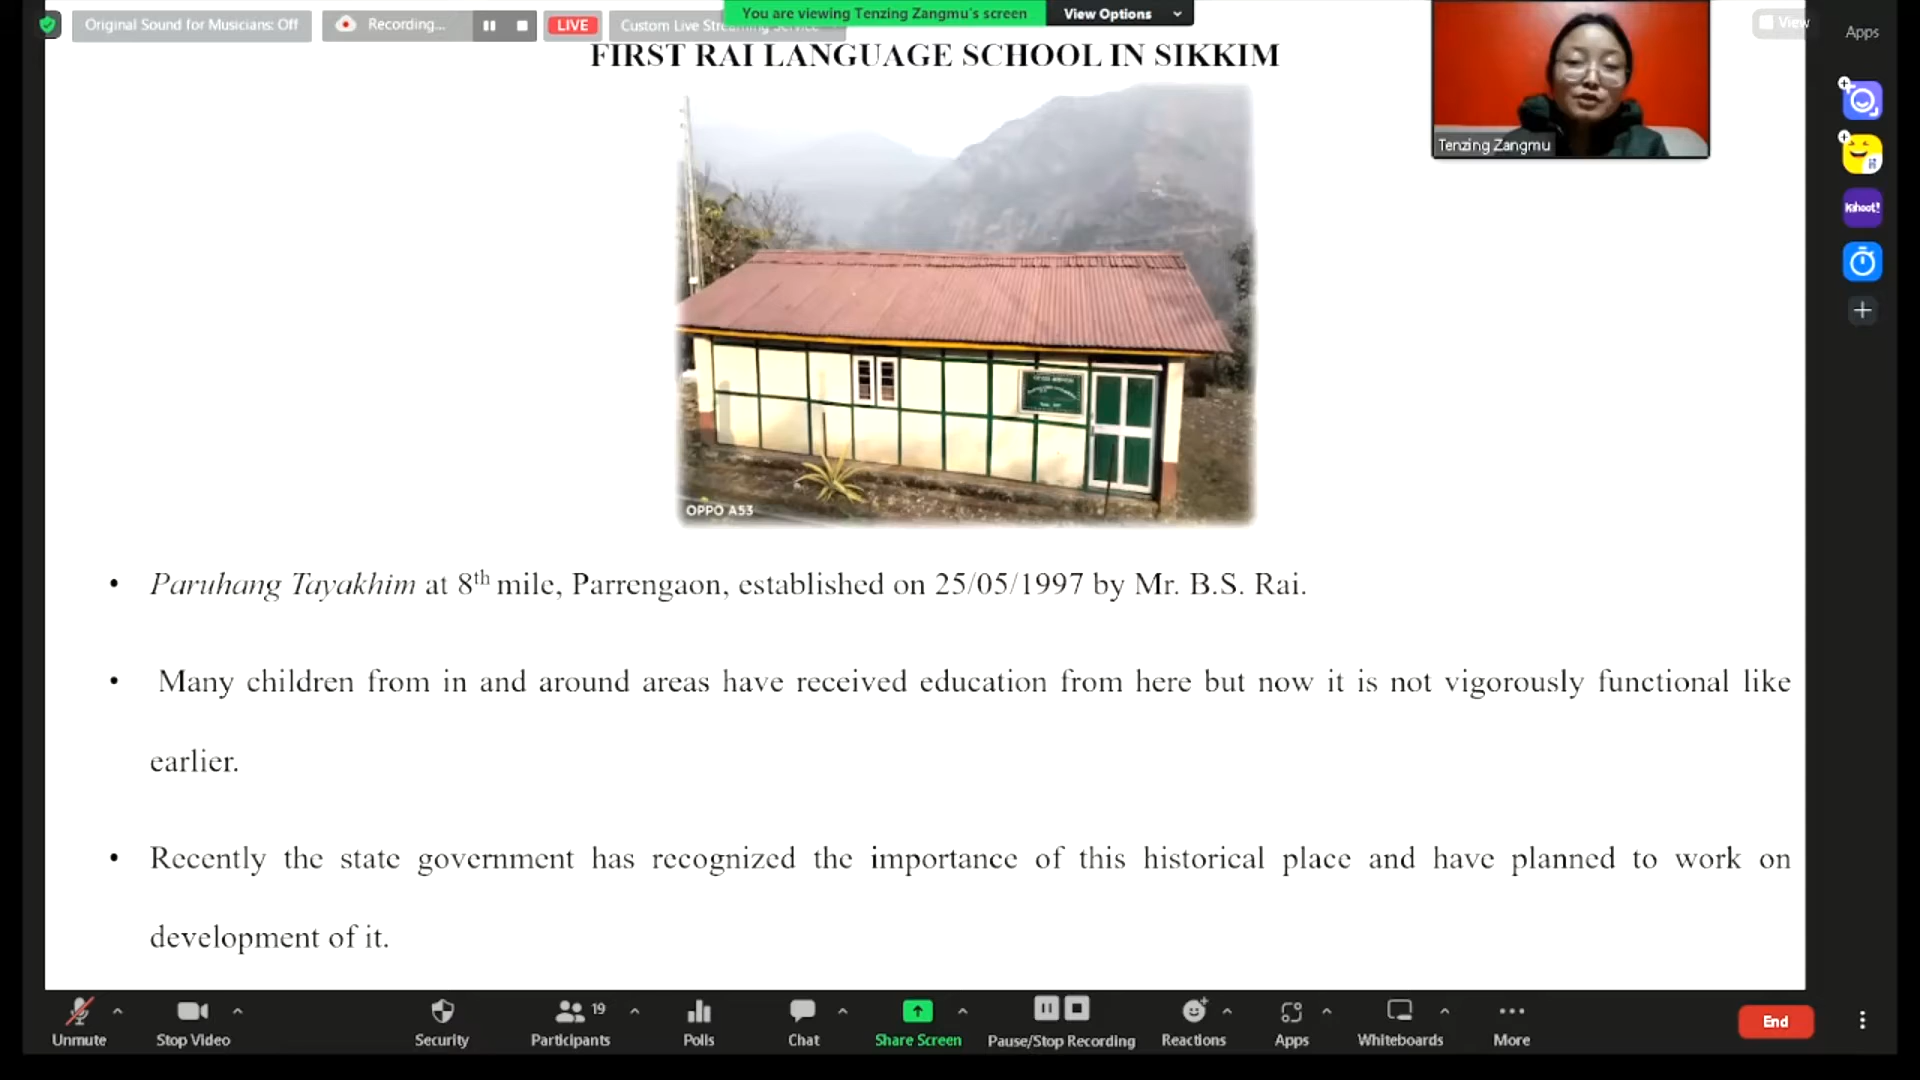 Original Sound for Musicians: Off
Recording...
LIVE
Custom Live Streaming Service
You are viewing Tenzing Zangmu's screen
View Options
View
Apps
FIRST RAI LANGUAGE SCHOOL IN SIKKIM
Tenzing Zangmu
Kahoot!
OPPO A53
• Paruhang Tayakhim at 8th mile, Parrengaon, established on 25/05/1997 by Mr. B.S. Rai.
• Many children from in and around areas have received education from here but now it is not vigorously functional like
earlier.
• Recently the state government has recognized the importance of this historical place and have planned to work on
development of it.
Unmute
Stop Video
Security
Participants 19
Polls
Chat
Share Screen
Pause/Stop Recording
Reactions
Apps
Whiteboards
More
End